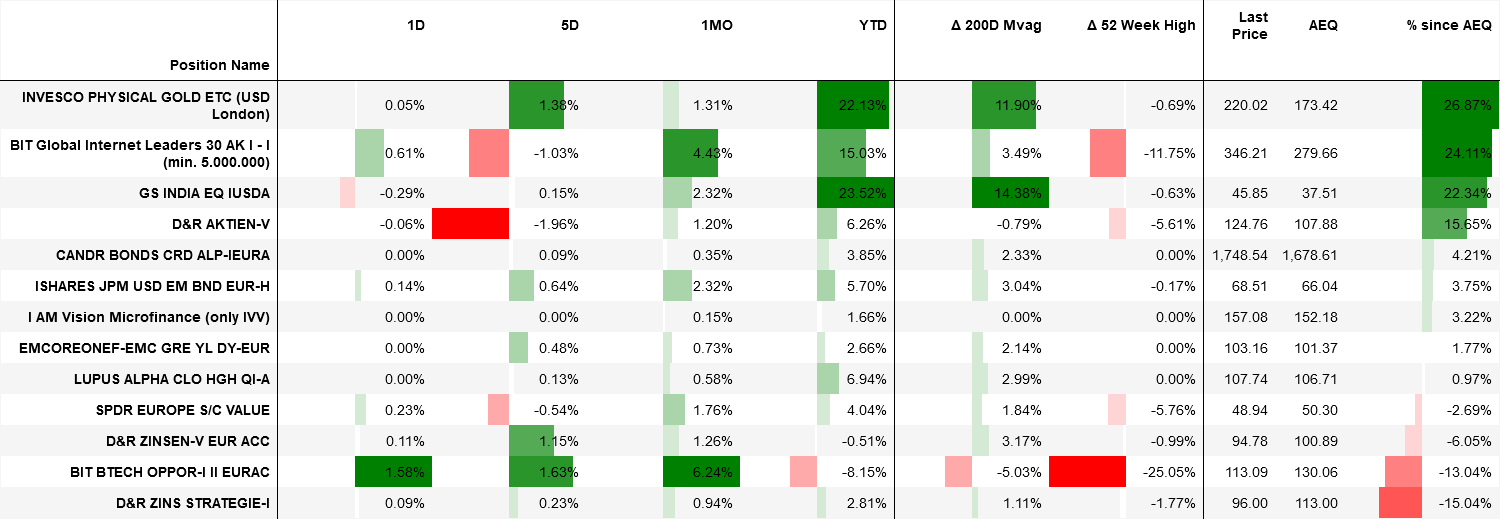 1D 5D 1MO YTD Δ 200D Mvag Δ 52 Week High Last Price AEQ % since AEQ
Position Name
INVESCO PHYSICAL GOLD ETC (USD London) 0.05% 1.38% 1.31% 22.13% 11.90% -0.69% 220.02 173.42 26.87%
BIT Global Internet Leaders 30 AK I - I (min. 5.000.000) 0.61% -1.03% 4.43% 15.03% 3.49% -11.75% 346.21 279.66 24.11%
GS INDIA EQ IUSDA -0.29% 0.15% 2.32% 23.52% 14.38% -0.63% 45.85 37.51 22.34%
D&R AKTIEN-V -0.06% -1.96% 1.20% 6.26% -0.79% -5.61% 124.76 107.88 15.65%
CANDR BONDS CRD ALP-IEURA 0.00% 0.09% 0.35% 3.85% 2.33% 0.00% 1,748.54 1,678.61 4.21%
ISHARES JPM USD EM BND EUR-H 0.14% 0.64% 2.32% 5.70% 3.04% -0.17% 68.51 66.04 3.75%
I AM Vision Microfinance (only IVV) 0.00% 0.00% 0.15% 1.66% 0.00% 0.00% 157.08 152.18 3.22%
EMCOREONEF-EMC GRE YL DY-EUR 0.00% 0.48% 0.73% 2.66% 2.14% 0.00% 103.16 101.37 1.77%
LUPUS ALPHA CLO HGH QI-A 0.00% 0.13% 0.58% 6.94% 2.99% 0.00% 107.74 106.71 0.97%
SPDR EUROPE S/C VALUE 0.23% -0.54% 1.76% 4.04% 1.84% -5.76% 48.94 50.30 -2.69%
D&R ZINSEN-V EUR ACC 0.11% 1.15% 1.26% -0.51% 3.17% -0.99% 94.78 100.89 -6.05%
BIT BTECH OPPOR-I II EURAC 1.58% 1.63% 6.24% -8.15% -5.03% -25.05% 113.09 130.06 -13.04%
D&R ZINS STRATEGIE-I 0.09% 0.23% 0.94% 2.81% 1.11% -1.77% 96.00 113.00 -15.04%